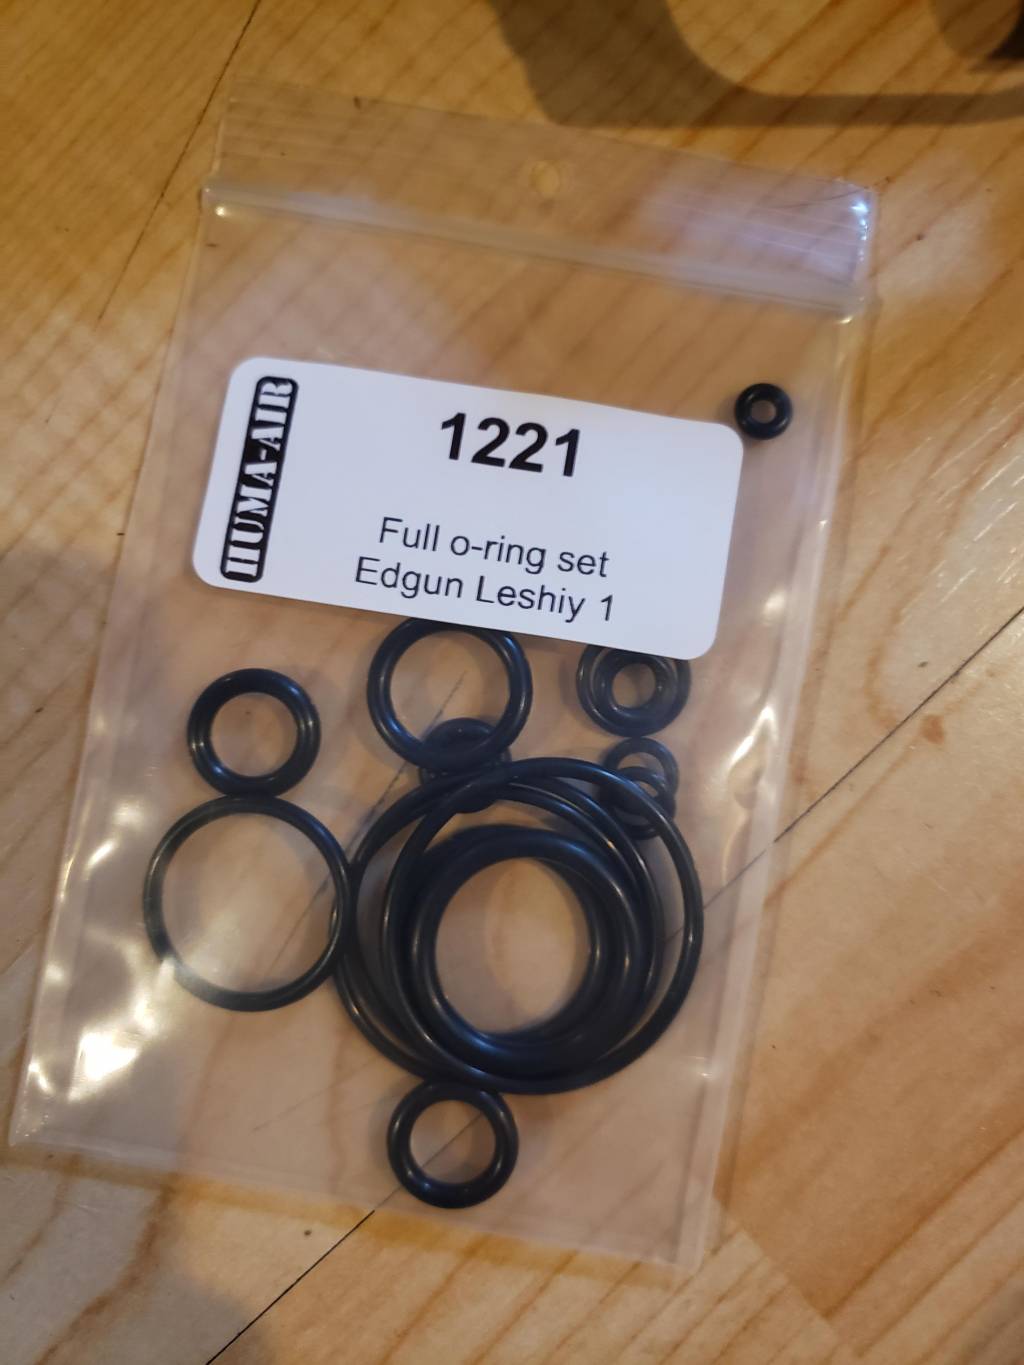 HUMA-AIR
1221
Full o-ring set
Edgun Leshiy 1